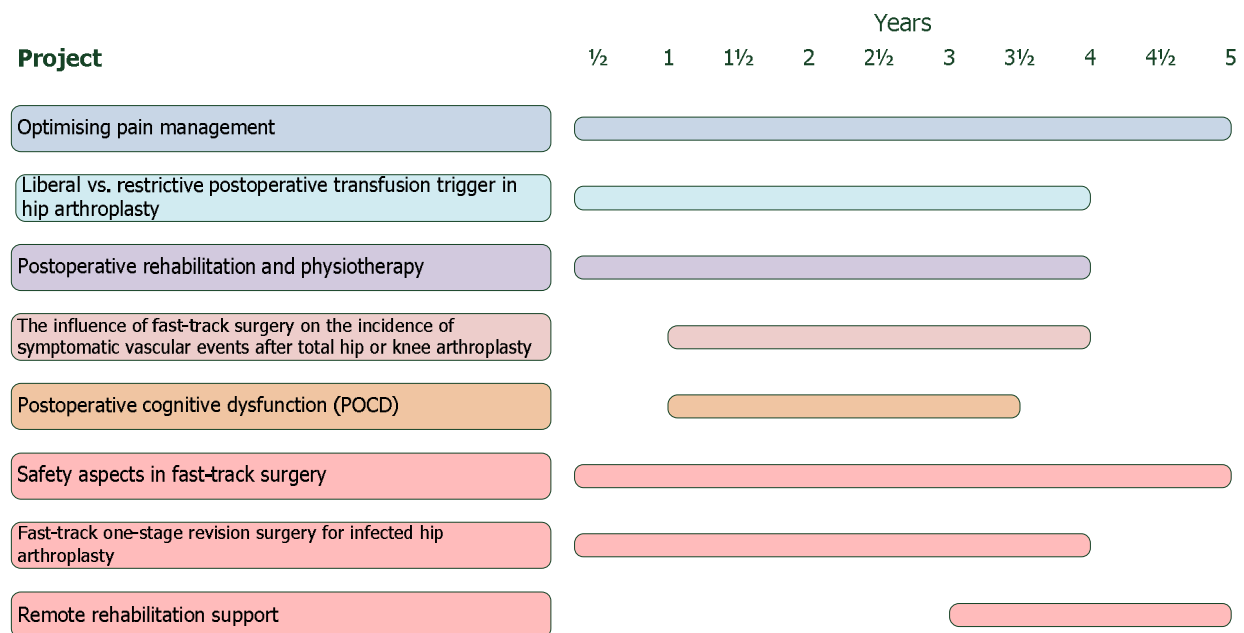 Years
Project ½ 1 1½ 2 2½ 3 3½ 4 4½ 5
Optimising pain management
Liberal vs. restrictive postoperative transfusion trigger in
hip arthroplasty
Postoperative rehabilitation and physiotherapy
The influence of fast-track surgery on the incidence of
symptomatic vascular events after total hip or knee arthroplasty
Postoperative cognitive dysfunction (POCD)
Safety aspects in fast-track surgery
Fast-track one-stage revision surgery for infected hip
arthroplasty
Remote rehabilitation support